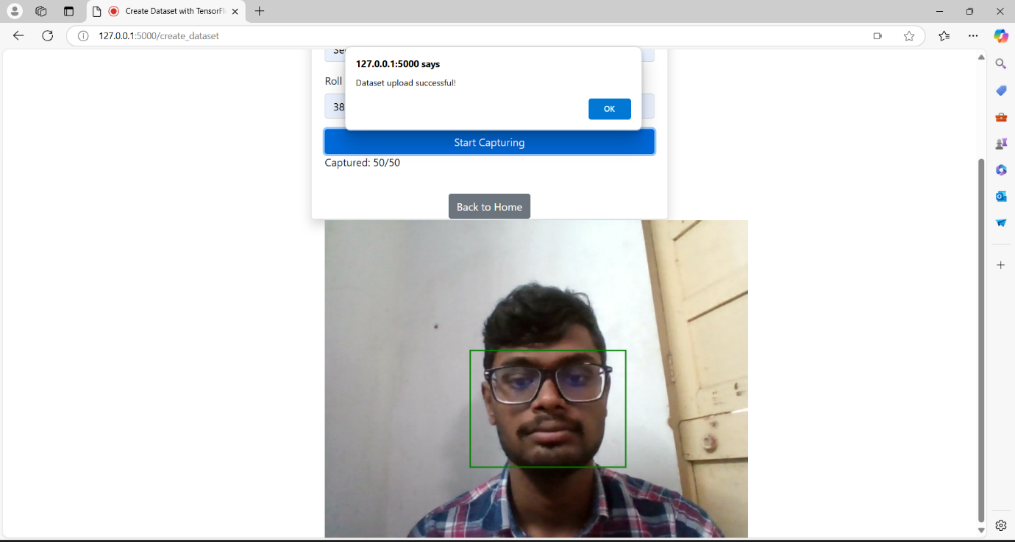 Create Dataset with TensorFl
127.0.0.1:5000/create_dataset
127.0.0.1:5000 says
Dataset upload successful!
OK
Roll
38
Start Capturing
Captured: 50/50
Back to Home